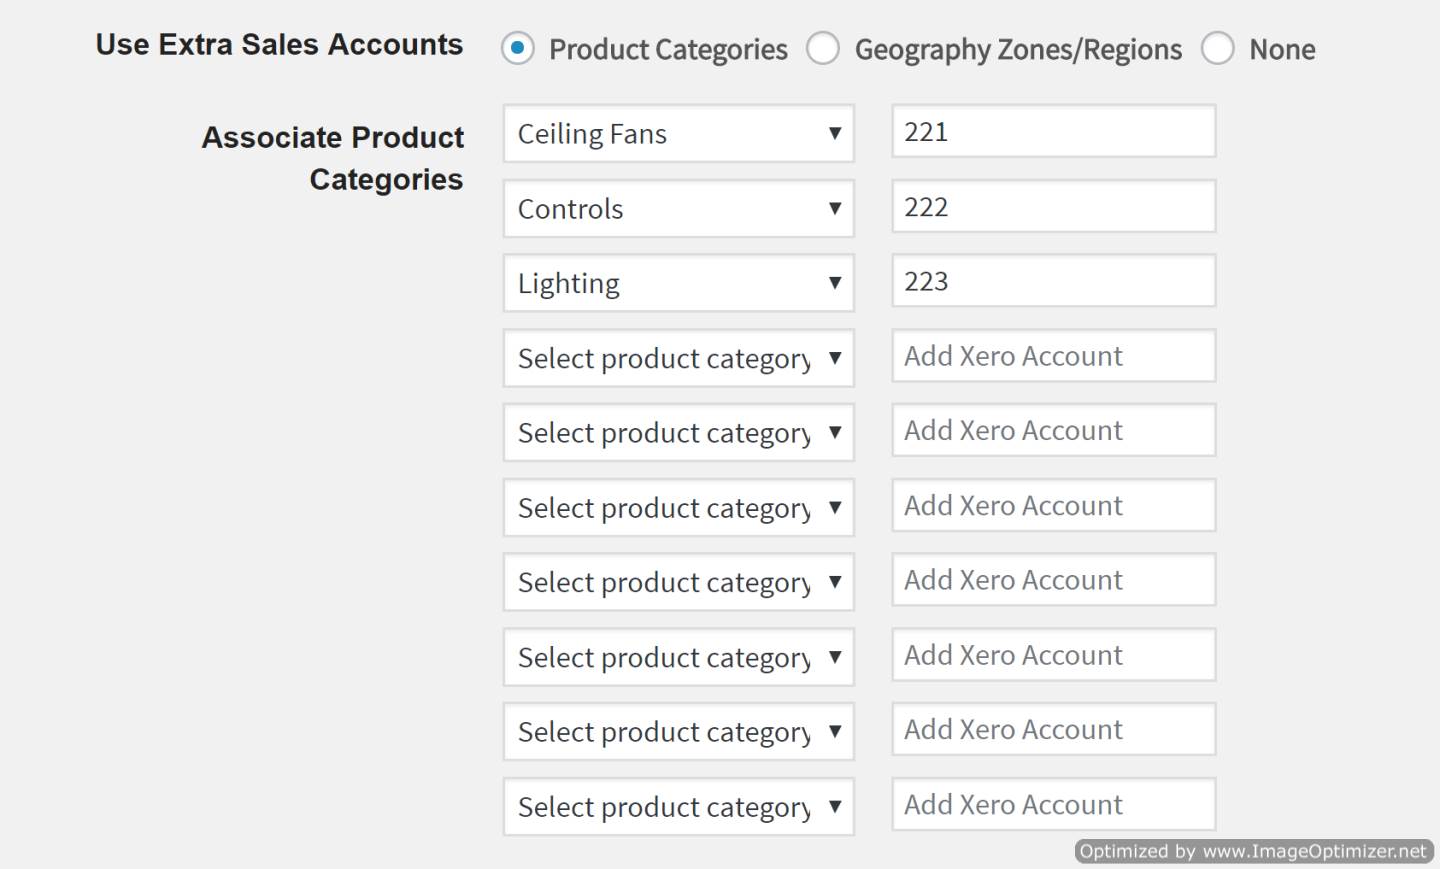 Use Extra Sales Accounts Product Categories Geography Zones/Regions None
Associate Product Categories
Ceiling Fans ▼ 221
Controls ▼ 222
Lighting ▼ 223
Select product category ▼ Add Xero Account
Select product category ▼ Add Xero Account
Select product category ▼ Add Xero Account
Select product category ▼ Add Xero Account
Select product category ▼ Add Xero Account
Select product category ▼ Add Xero Account
Select product category ▼ Add Xero Account
Optimized by www.ImageOptimizer.net